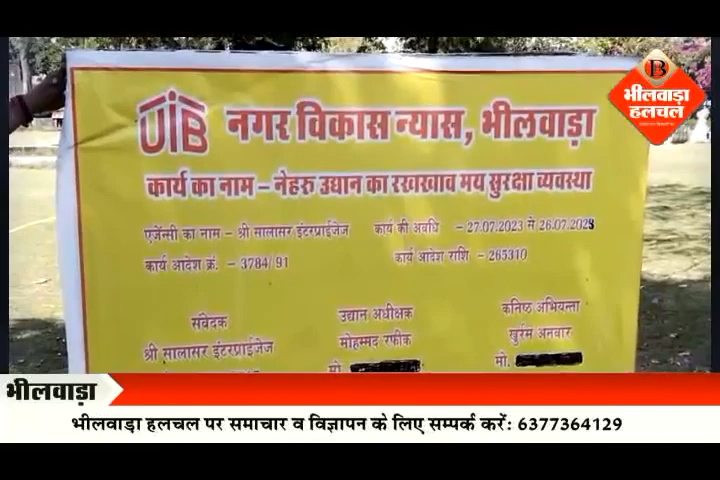 B
भीलवाड़ा
हलचल
UIB नगर विकास न्यास, भीलवाड़ा
कार्य का नाम – नेहरू उद्यान का रखखाव मय सुरक्षा व्यवस्था
एजेन्सी का नाम – श्री सालासर इंटरप्राईजेज कार्य की अवधि – 27.07.2023 से 26.07.2023
कार्य आदेश क्रं. – 3784/91 कार्य आदेश राशि – 265310
संवेदक उद्यान अधीक्षक कनिष्ठ अभियन्ता
श्री सालासर इंटरप्राईजेज मोहम्मद रफीक खुर्रम अनवार
मो. मो.
भीलवाड़ा
भीलवाड़ा हलचल पर समाचार व विज्ञापन के लिए सम्पर्क करें: 6377364129